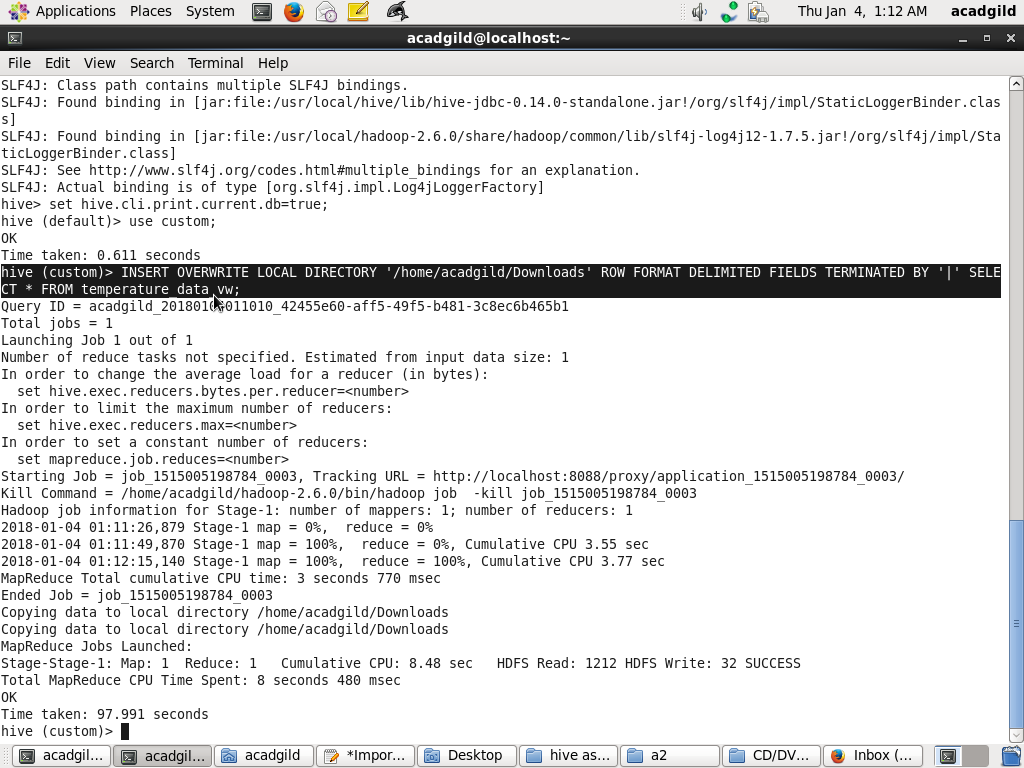 Applications Places System Thu Jan 4, 1:12 AM acadgild
acadgild@localhost:~
File Edit View Search Terminal Help
SLF4J: Class path contains multiple SLF4J bindings.
SLF4J: Found binding in [jar:file:/usr/local/hive/lib/hive-jdbc-0.14.0-standalone.jar!/org/slf4j/impl/StaticLoggerBinder.clas
s]
SLF4J: Found binding in [jar:file:/usr/local/hadoop-2.6.0/share/hadoop/common/lib/slf4j-log4j12-1.7.5.jar!/org/slf4j/impl/Sta
ticLoggerBinder.class]
SLF4J: See http://www.slf4j.org/codes.html#multiple_bindings for an explanation.
SLF4J: Actual binding is of type [org.slf4j.impl.Log4jLoggerFactory]
hive> set hive.cli.print.current.db=true;
hive (default)> use custom;
OK
Time taken: 0.611 seconds
hive (custom)> INSERT OVERWRITE LOCAL DIRECTORY '/home/acadgild/Downloads' ROW FORMAT DELIMITED FIELDS TERMINATED BY '|' SELE
CT * FROM temperature_data_vw;
Query ID = acadgild_20180104011010_42455e60-aff5-49f5-b481-3c8ec6b465b1
Total jobs = 1
Launching Job 1 out of 1
Number of reduce tasks not specified. Estimated from input data size: 1
In order to change the average load for a reducer (in bytes):
  set hive.exec.reducers.bytes.per.reducer=<number>
In order to limit the maximum number of reducers:
  set hive.exec.reducers.max=<number>
In order to set a constant number of reducers:
  set mapreduce.job.reduces=<number>
Starting Job = job_1515005198784_0003, Tracking URL = http://localhost:8088/proxy/application_1515005198784_0003/
Kill Command = /home/acadgild/hadoop-2.6.0/bin/hadoop job  -kill job_1515005198784_0003
Hadoop job information for Stage-1: number of mappers: 1; number of reducers: 1
2018-01-04 01:11:26,879 Stage-1 map = 0%,  reduce = 0%
2018-01-04 01:11:49,870 Stage-1 map = 100%,  reduce = 0%, Cumulative CPU 3.55 sec
2018-01-04 01:12:15,140 Stage-1 map = 100%,  reduce = 100%, Cumulative CPU 3.77 sec
MapReduce Total cumulative CPU time: 3 seconds 770 msec
Ended Job = job_1515005198784_0003
Copying data to local directory /home/acadgild/Downloads
Copying data to local directory /home/acadgild/Downloads
MapReduce Jobs Launched:
Stage-Stage-1: Map: 1  Reduce: 1   Cumulative CPU: 8.48 sec   HDFS Read: 1212 HDFS Write: 32 SUCCESS
Total MapReduce CPU Time Spent: 8 seconds 480 msec
OK
Time taken: 97.991 seconds
hive (custom)>
acadgil... acadgil... acadgild *Impor... Desktop hive as... a2 CD/DV... Inbox (...